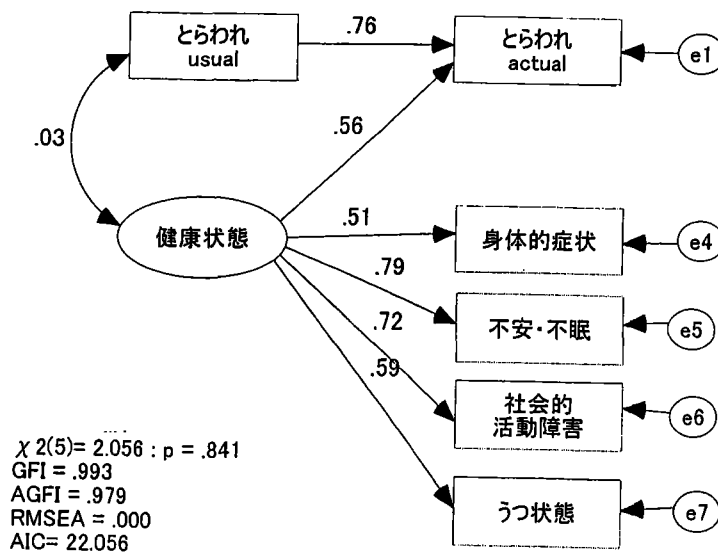 とらわれ
usual
.76
とらわれ
actual
e1
.03
.56
健康状態
.51
身体的症状
e4
.79
不安・不眠
e5
.72
社会的
活動障害
e6
.59
うつ状態
e7
χ2(5)= 2.056 : p = .841
GFI = .993
AGFI = .979
RMSEA = .000
AIC= 22.056